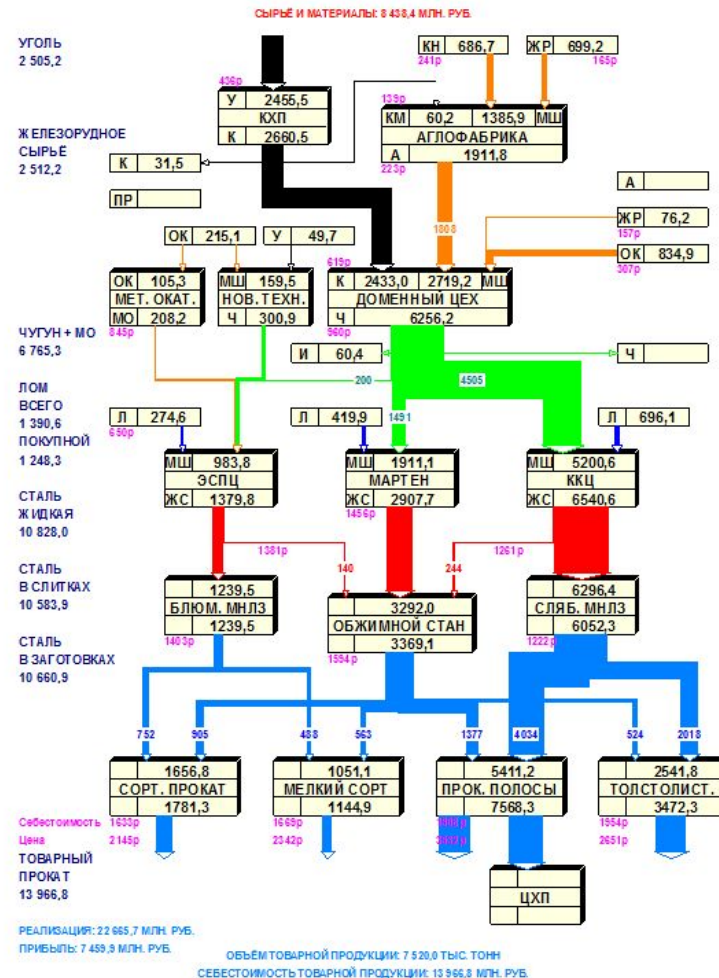 СЫРЬЁ И МАТЕРИАЛЫ: 8 438,4 МЛН. РУБ.
УГОЛЬ
2 505,2
КН 686,7
241р
ЖР 699,2
165р
436р
У 2455,5
КХП
К 2660,5
139р
КМ 60,2 1385,9 МШ
АГЛОФАБРИКА
А 1911,8
223р
ЖЕЛЕЗОРУДНОЕ
СЫРЬЁ
2 512,2
К 31,5
ПР
А
ЖР 76,2
157р
ОК 834,9
307р
1808
ОК 215,1
У 49,7
619р
ОК 105,3
МЕТ. ОКАТ.
МО 208,2
845р
МШ 159,5
НОВ. ТЕХН.
Ч 300,9
К 2433,0 2719,2 МШ
ДОМЕННЫЙ ЦЕХ
Ч 6256,2
960р
ЧУГУН + МО
6 765,3
И 60,4
Ч
200
4505
1491
ЛОМ
ВСЕГО
1 390,6
ПОКУПНОЙ
1 248,3
Л 274,6
650р
Л 419,9
Л 696,1
МШ 983,8
ЭСПЦ
ЖС 1379,8
МШ 1911,1
МАРТЕН
ЖС 2907,7
1456р
МШ 5200,6
ККЦ
ЖС 6540,6
СТАЛЬ
ЖИДКАЯ
10 828,0
1381р
140
244
1261р
СТАЛЬ
В СЛИТКАХ
10 583,9
1239,5
БЛЮМ. МНЛЗ
1239,5
1403р
3292,0
ОБЖИМНОЙ СТАН
3369,1
1594р
6296,4
СЛЯБ. МНЛЗ
6052,3
1222р
СТАЛЬ
В ЗАГОТОВКАХ
10 660,9
752 905 488 563 1377 4034 524 2018
1656,8
СОРТ. ПРОКАТ
1781,3
1051,1
МЕЛКИЙ СОРТ
1144,9
5411,2
ПРОК. ПОЛОСЫ
7568,3
2541,8
ТОЛСТОЛИСТ.
3472,3
Себестоимость 1633р 1669р 1954р
Цена 2145р 2342р 2651р
ТОВАРНЫЙ
ПРОКАТ
13 966,8
ЦХП
РЕАЛИЗАЦИЯ: 22 665,7 МЛН. РУБ.
ПРИБЫЛЬ: 7 459,9 МЛН. РУБ.
ОБЪЁМ ТОВАРНОЙ ПРОДУКЦИИ: 7 520,0 ТЫС. ТОНН
СЕБЕСТОИМОСТЬ ТОВАРНОЙ ПРОДУКЦИИ: 13 966,8 МЛН. РУБ.